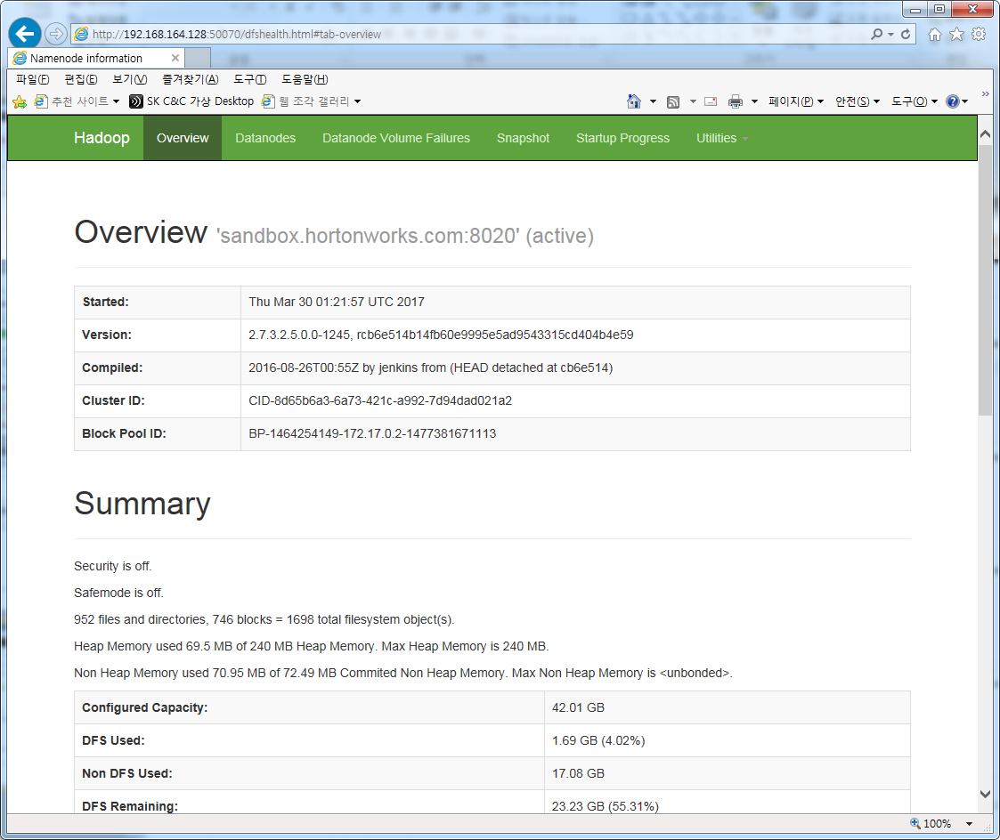 http://192.168.164.128:50070/dfshealth.html#tab-overview
Namenode information
파일(F) 편집(E) 보기(V) 즐겨찾기(A) 도구(T) 도움말(H)
추천 사이트 SK C&C 가상 Desktop 웹 조각 갤러리 페이지(P) 안전(S) 도구(O) »
Hadoop Overview Datanodes Datanode Volume Failures Snapshot Startup Progress Utilities
Overview 'sandbox.hortonworks.com:8020' (active)
Started: Thu Mar 30 01:21:57 UTC 2017
Version: 2.7.3.2.5.0.0-1245, rcb6e514b14fb60e9995e5ad9543315cd404b4e59
Compiled: 2016-08-26T00:55Z by jenkins from (HEAD detached at cb6e514)
Cluster ID: CID-8d65b6a3-6a73-421c-a992-7d94dad021a2
Block Pool ID: BP-1464254149-172.17.0.2-1477381671113
Summary
Security is off.
Safemode is off.
952 files and directories, 746 blocks = 1698 total filesystem object(s).
Heap Memory used 69.5 MB of 240 MB Heap Memory. Max Heap Memory is 240 MB.
Non Heap Memory used 70.95 MB of 72.49 MB Commited Non Heap Memory. Max Non Heap Memory is <unbonded>.
Configured Capacity: 42.01 GB
DFS Used: 1.69 GB (4.02%)
Non DFS Used: 17.08 GB
DFS Remaining: 23.23 GB (55.31%)
100%